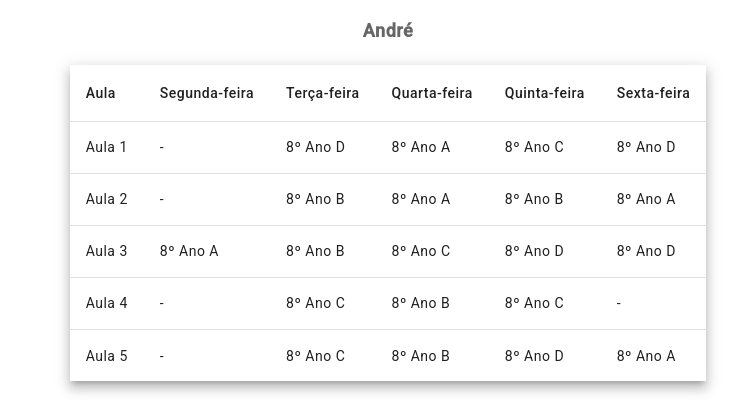 André
Aula Segunda-feira Terça-feira Quarta-feira Quinta-feira Sexta-feira
Aula 1 - 8º Ano D 8º Ano A 8º Ano C 8º Ano D
Aula 2 - 8º Ano B 8º Ano A 8º Ano B 8º Ano A
Aula 3 8º Ano A 8º Ano B 8º Ano C 8º Ano D 8º Ano D
Aula 4 - 8º Ano C 8º Ano B 8º Ano C -
Aula 5 - 8º Ano C 8º Ano B 8º Ano D 8º Ano A